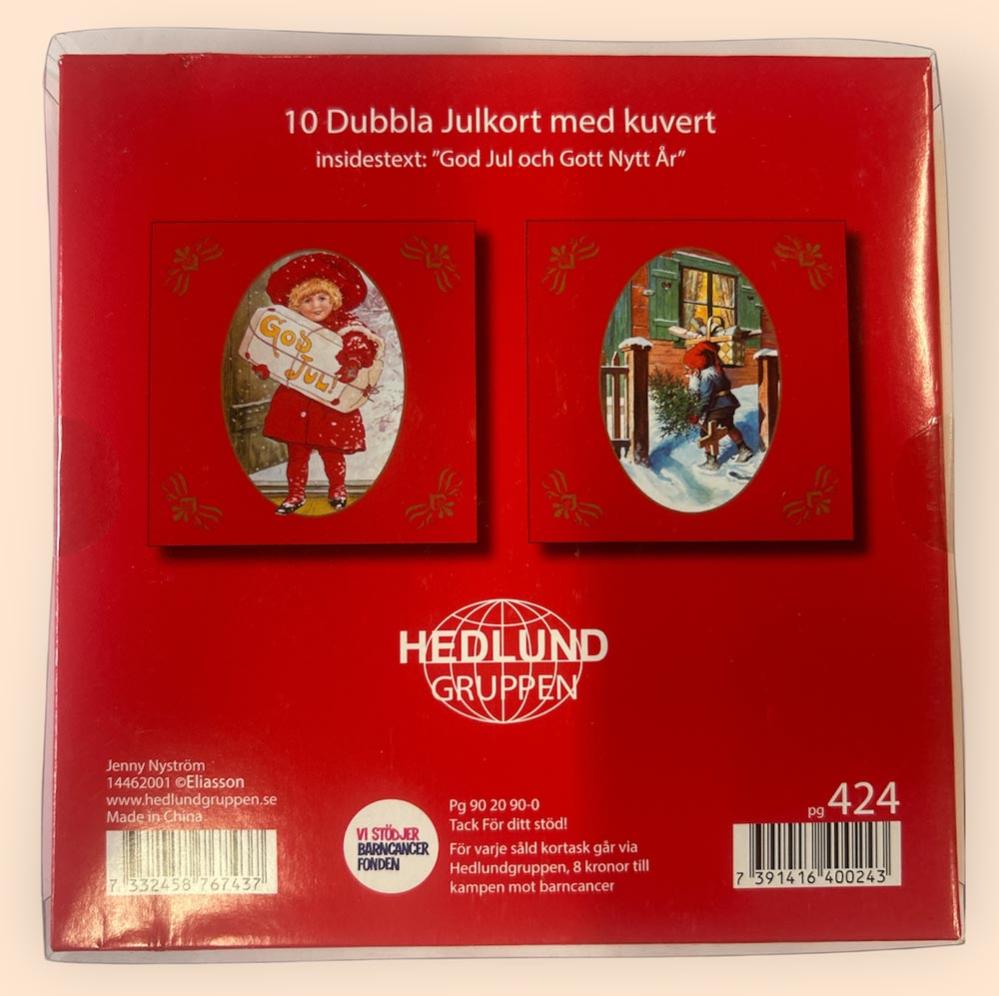 10 Dubbla Julkort med kuvert
insidestext: "God Jul och Gott Nytt År"
GOD
JUL!
HEDLUND
GRUPPEN
Jenny Nyström
14462001 ©Eliasson
www.hedlundgruppen.se
Made in China
7 332458 767437
VI STÖDJER
BARNCANCER
FONDEN
Pg 90 20 90-0
Tack För ditt stöd!
För varje såld kortask går via
Hedlundgruppen, 8 kronor till
kampen mot barncancer
pg 424
7 391416 400243